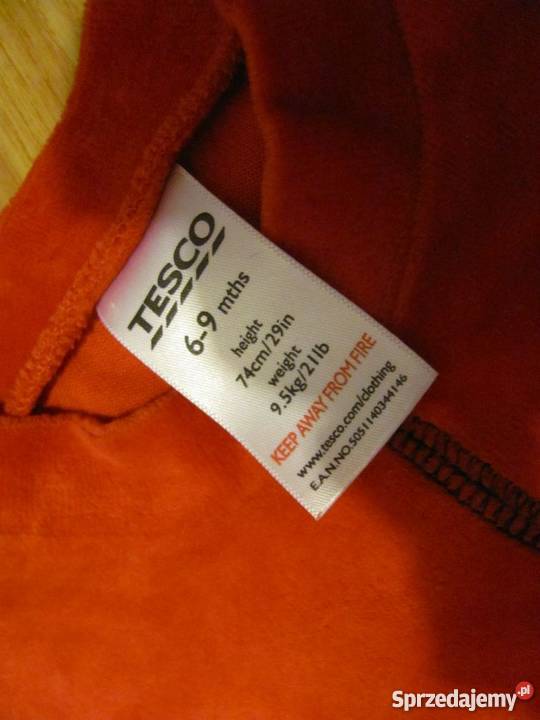 TESCO
6-9 mths
height
74cm/29in
weight
9.5kg/21lb
KEEP AWAY FROM FIRE
www.tesco.com/clothing
E.A.N.NO.5051140344146
Sprzedajemy.pl